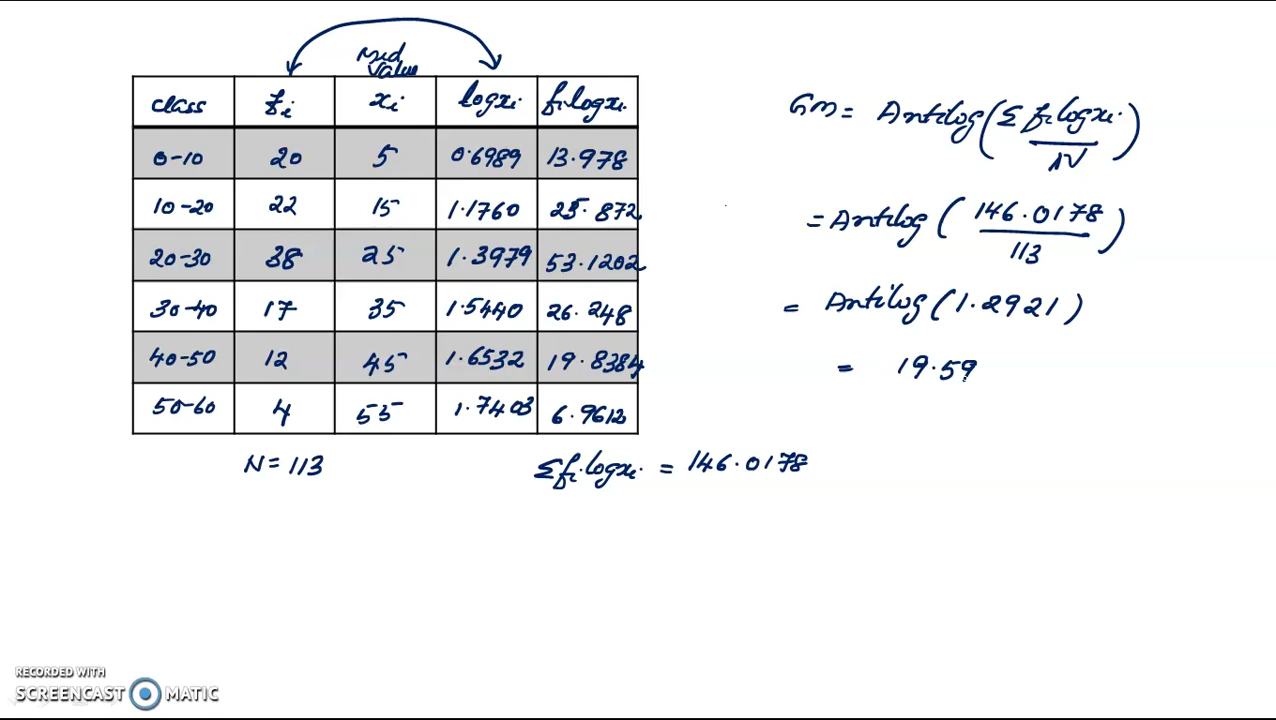 Mid value
class fi xi logxi fi logxi
0-10 20 5 0.6989 13.978
10-20 22 15 1.1760 25.872
20-30 38 25 1.3979 53.1202
30-40 17 35 1.5440 26.248
40-50 12 45 1.6532 19.8384
50-60 4 55 1.7403 6.9612
N = 113 Σfi logxi = 146.0178
GM = Antilog(Σ fi logxi / N)
= Antilog (146.0178 / 113)
= Antilog (1.2921)
= 19.59
RECORDED WITH
SCREENCAST MATIC